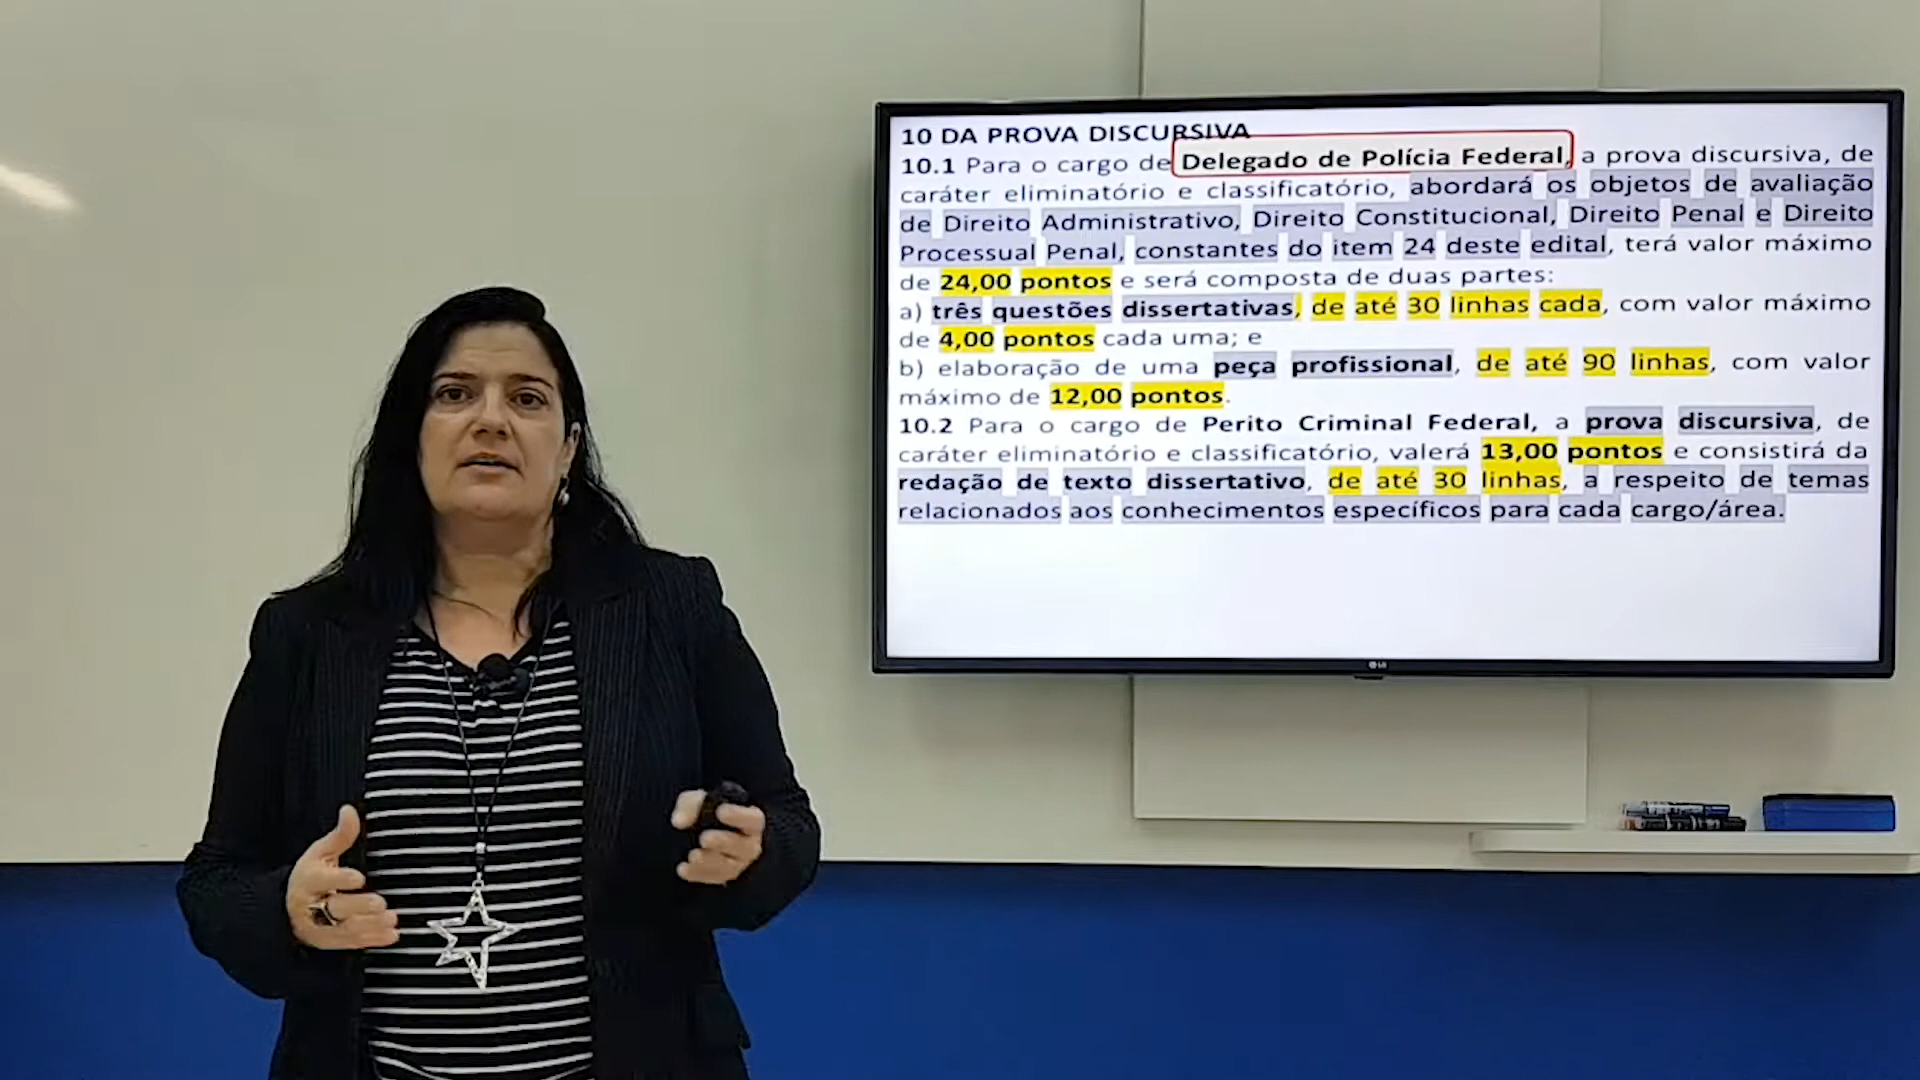 10 DA PROVA DISCURSIVA
10.1 Para o cargo de Delegado de Polícia Federal, a prova discursiva, de
caráter eliminatório e classificatório, abordará os objetos de avaliação
de Direito Administrativo, Direito Constitucional, Direito Penal e Direito
Processual Penal, constantes do item 24 deste edital, terá valor máximo
de 24,00 pontos e será composta de duas partes:
a) três questões dissertativas, de até 30 linhas cada, com valor máximo
de 4,00 pontos cada uma; e
b) elaboração de uma peça profissional, de até 90 linhas, com valor
máximo de 12,00 pontos.
10.2 Para o cargo de Perito Criminal Federal, a prova discursiva, de
caráter eliminatório e classificatório, valerá 13,00 pontos e consistirá da
redação de texto dissertativo, de até 30 linhas, a respeito de temas
relacionados aos conhecimentos específicos para cada cargo/área.
LG